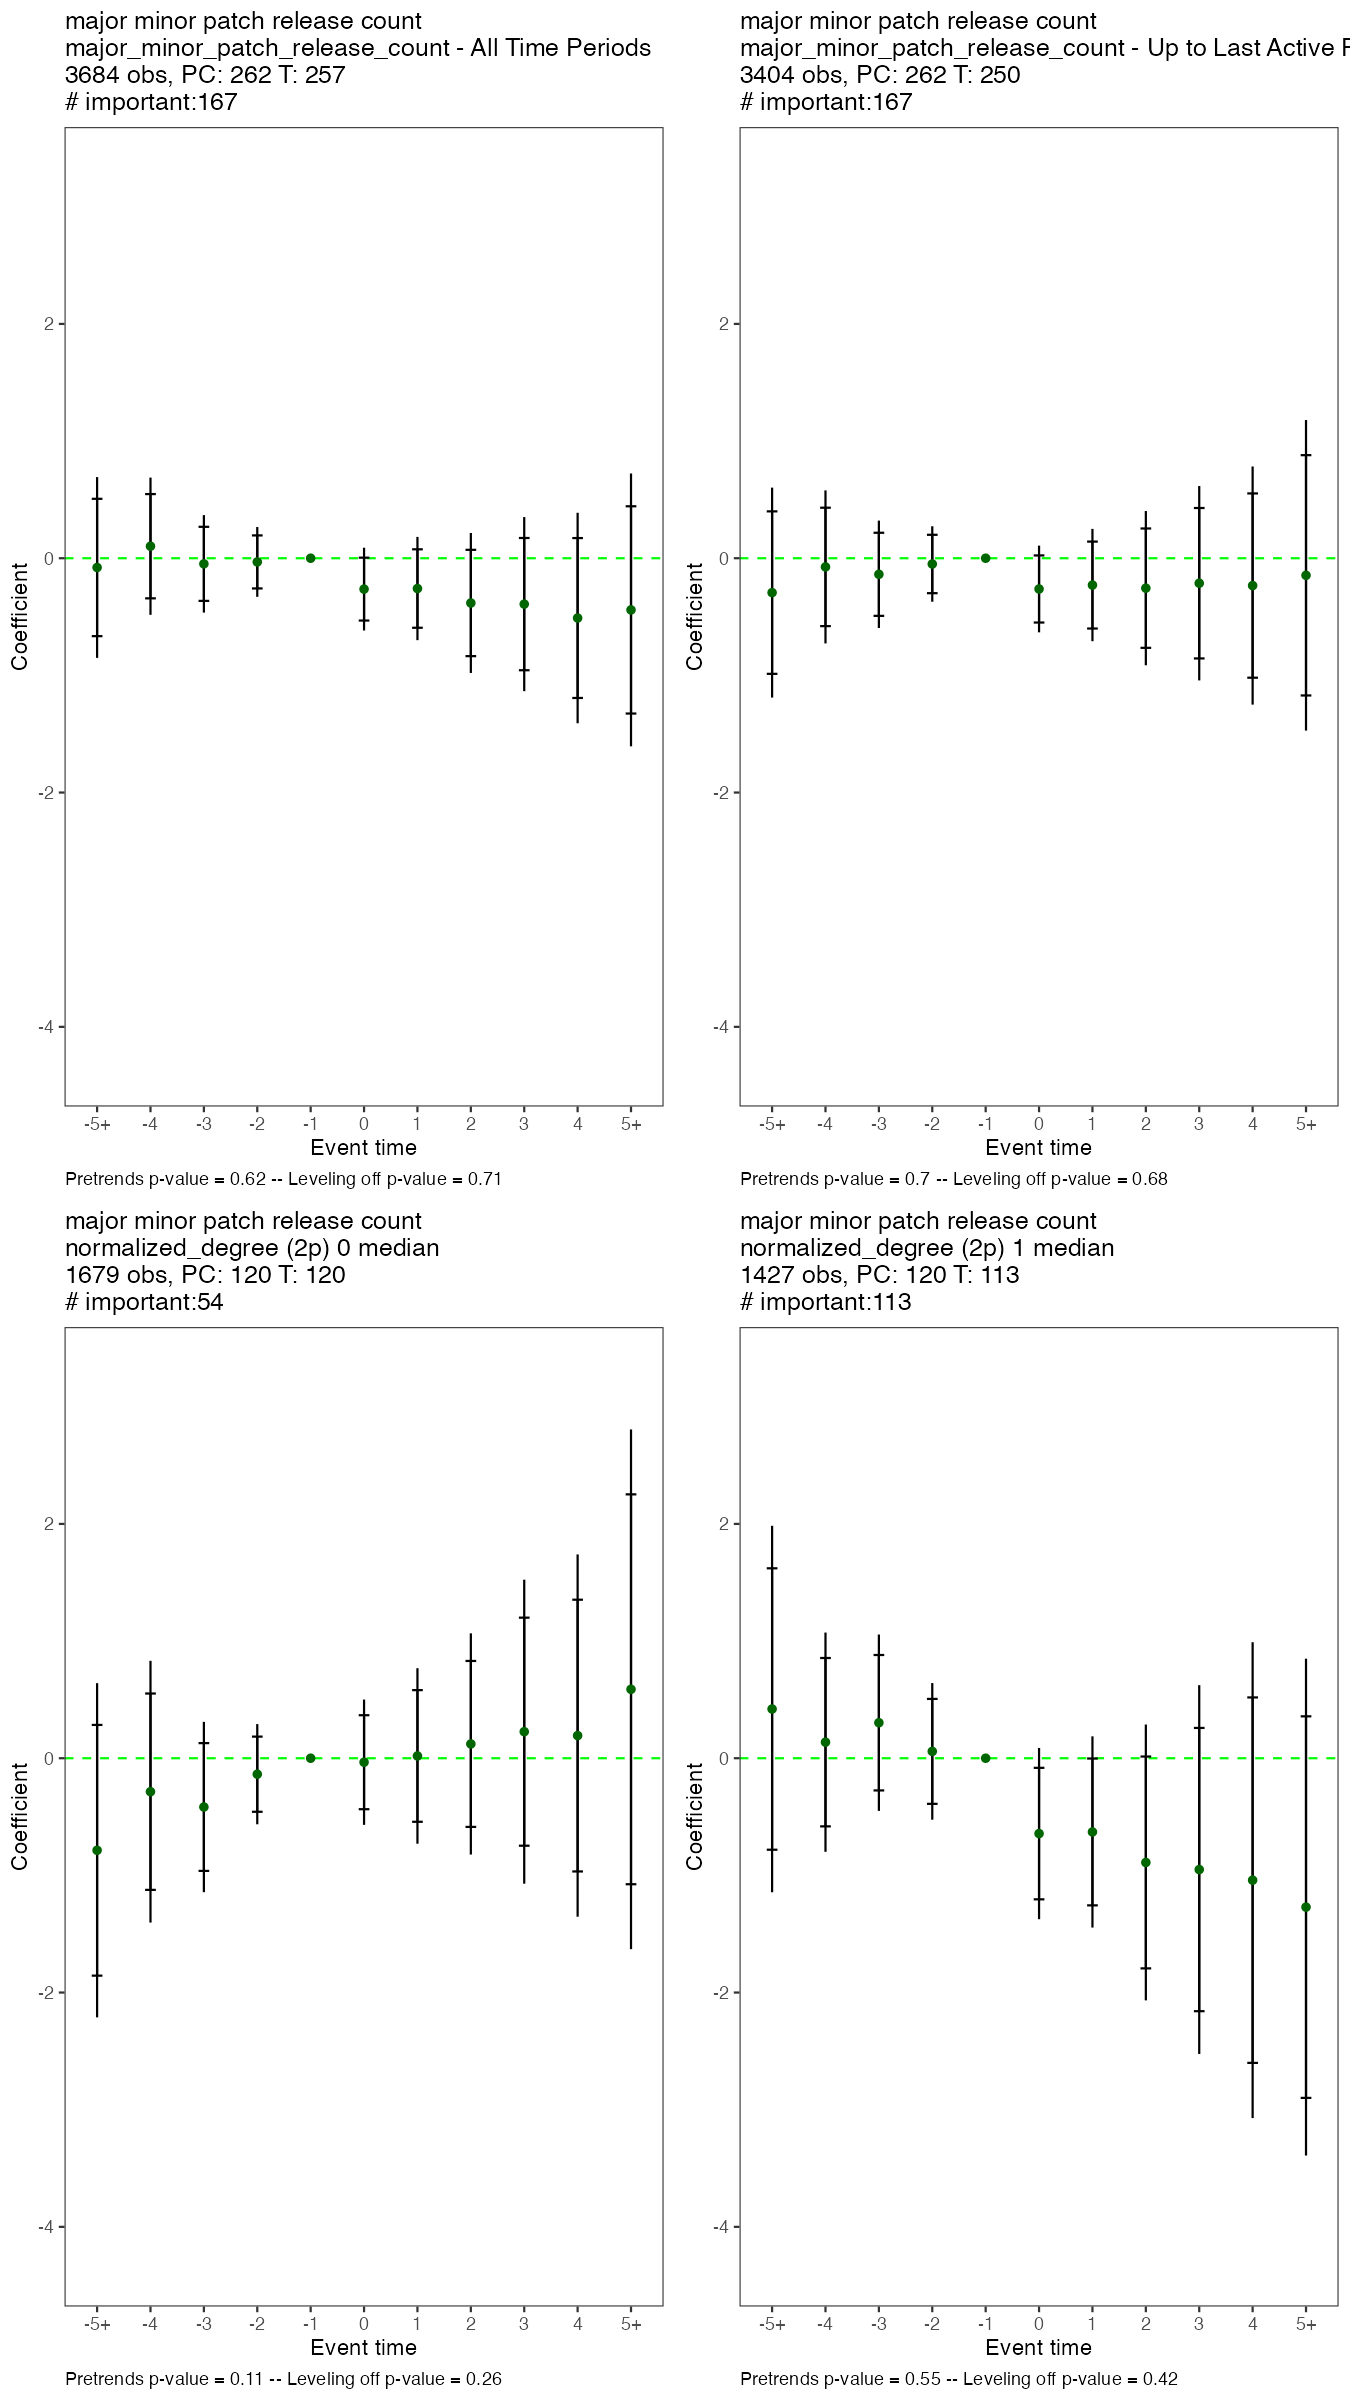 major minor patch release count
major_minor_patch_release_count - All Time Periods
3684 obs, PC: 262 T: 257
# important:167
2
0
-2
-4
Coefficient
-5+ -4 -3 -2 -1 0 1 2 3 4 5+
Event time
Pretrends p-value = 0.62 -- Leveling off p-value = 0.71
major minor patch release count
major_minor_patch_release_count - Up to Last Active
3404 obs, PC: 262 T: 250
# important:167
2
0
-2
-4
Coefficient
-5+ -4 -3 -2 -1 0 1 2 3 4 5+
Event time
Pretrends p-value = 0.7 -- Leveling off p-value = 0.68
major minor patch release count
normalized_degree (2p) 0 median
1679 obs, PC: 120 T: 120
# important:54
2
0
-2
-4
Coefficient
-5+ -4 -3 -2 -1 0 1 2 3 4 5+
Event time
Pretrends p-value = 0.11 -- Leveling off p-value = 0.26
major minor patch release count
normalized_degree (2p) 1 median
1427 obs, PC: 120 T: 113
# important:113
2
0
-2
-4
Coefficient
-5+ -4 -3 -2 -1 0 1 2 3 4 5+
Event time
Pretrends p-value = 0.55 -- Leveling off p-value = 0.42